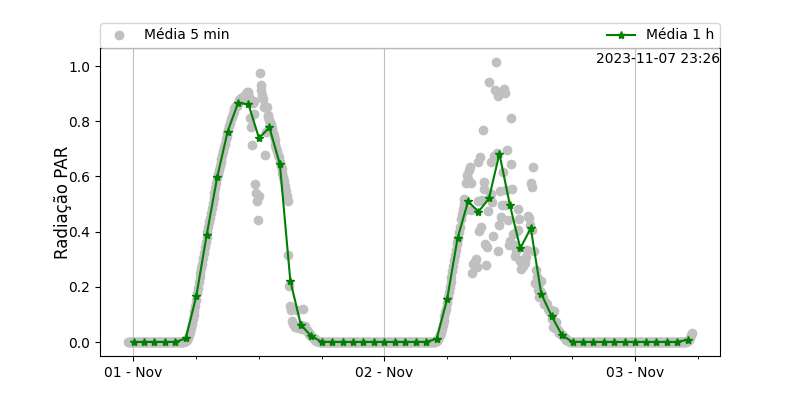 Média 5 min
Média 1 h
2023-11-07 23:26
Radiação PAR
1.0
0.8
0.6
0.4
0.2
0.0
01 - Nov
02 - Nov
03 - Nov